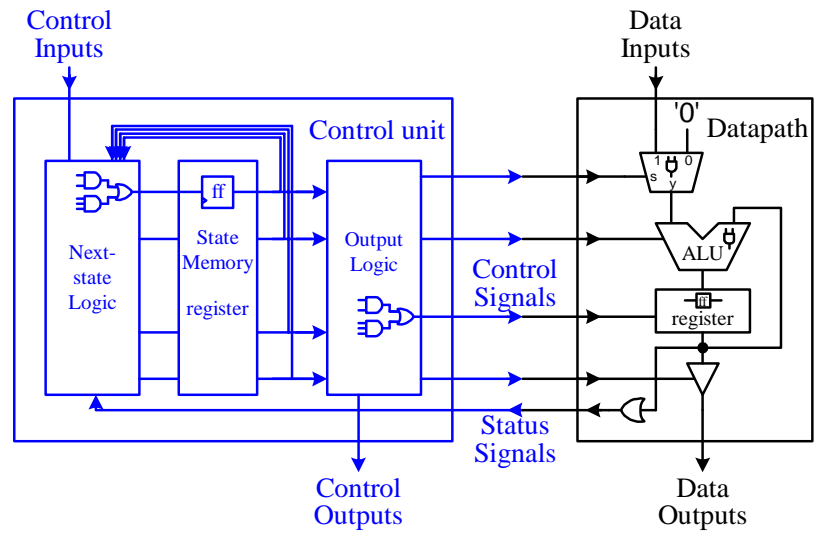 Control
Inputs
Data
Inputs
Control unit
'0'
Datapath
1 0
s
y
ff
Next-
state
Logic
State
Memory
register
Output
Logic
ALU
Control
Signals
ff
register
Status
Signals
Control
Outputs
Data
Outputs